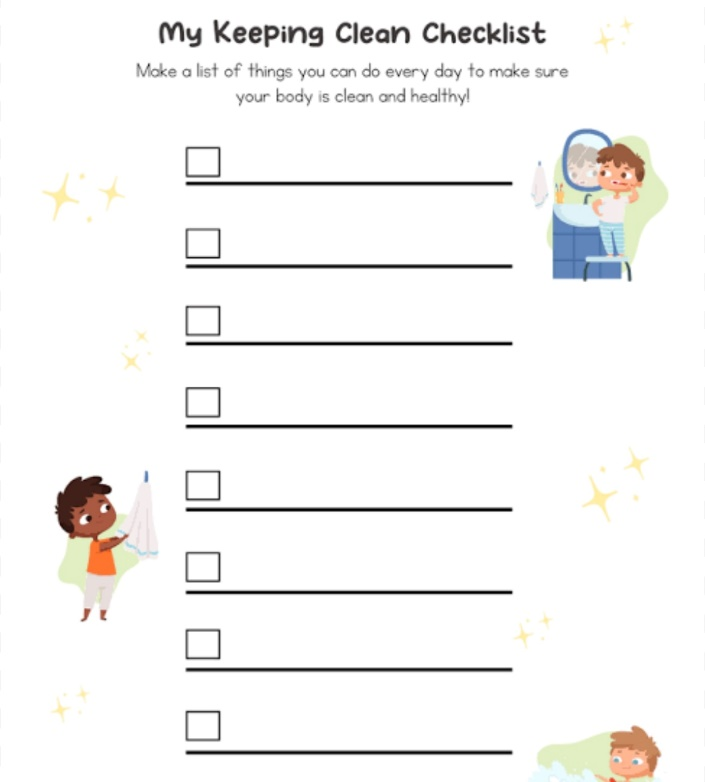 My Keeping Clean Checklist
Make a list of things you can do every day to make sure
your body is clean and healthy!